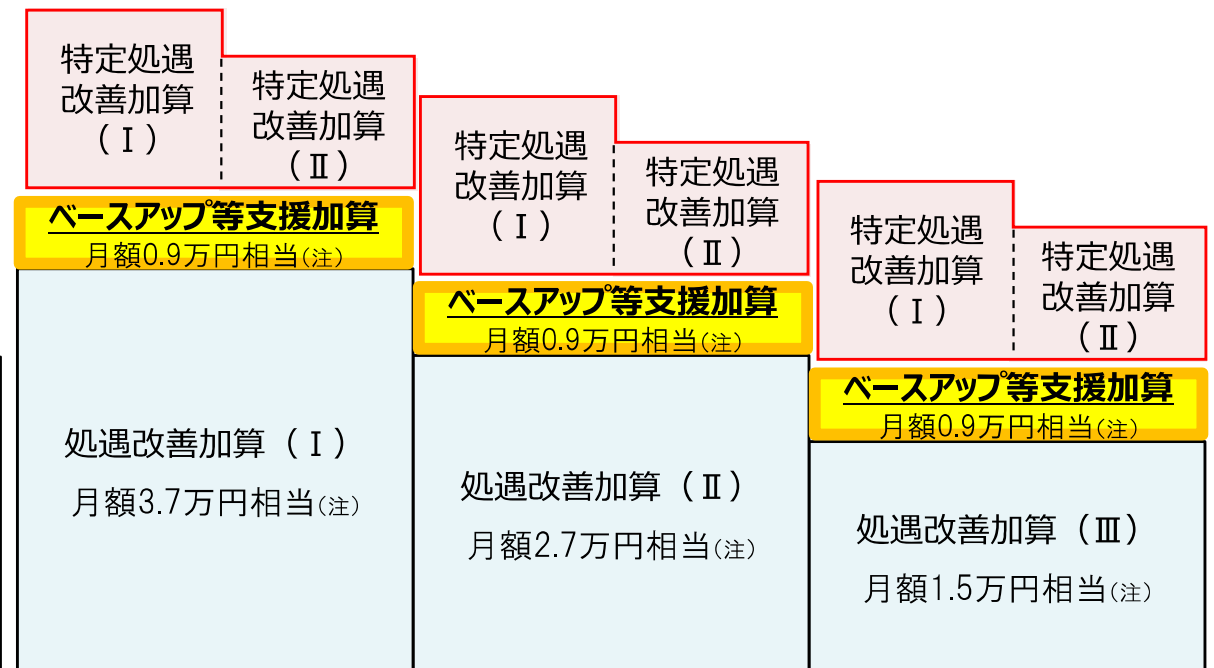 特定処遇
改善加算
（Ⅰ）
特定処遇
改善加算
（Ⅱ）
ベースアップ等支援加算
月額0.9万円相当(注)
処遇改善加算（Ⅰ）
月額3.7万円相当(注)
特定処遇
改善加算
（Ⅰ）
特定処遇
改善加算
（Ⅱ）
ベースアップ等支援加算
月額0.9万円相当(注)
処遇改善加算（Ⅱ）
月額2.7万円相当(注)
特定処遇
改善加算
（Ⅰ）
特定処遇
改善加算
（Ⅱ）
ベースアップ等支援加算
月額0.9万円相当(注)
処遇改善加算（Ⅲ）
月額1.5万円相当(注)